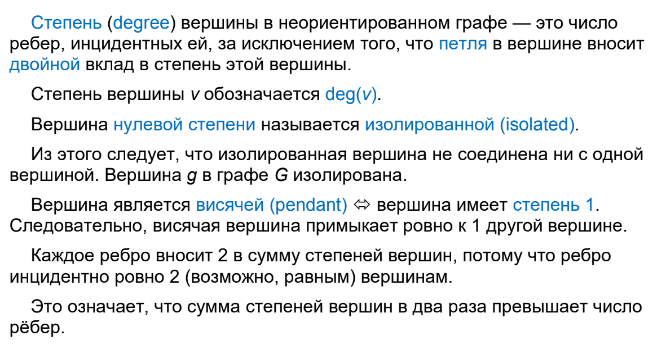 Степень (degree) вершины в неориентированном графе — это число
ребер, инцидентных ей, за исключением того, что петля в вершине вносит
двойной вклад в степень этой вершины.
Степень вершины v обозначается deg(v).
Вершина нулевой степени называется изолированной (isolated).
Из этого следует, что изолированная вершина не соединена ни с одной
вершиной. Вершина g в графе G изолирована.
Вершина является висячей (pendant) ⇔ вершина имеет степень 1.
Следовательно, висячая вершина примыкает ровно к 1 другой вершине.
Каждое ребро вносит 2 в сумму степеней вершин, потому что ребро
инцидентно ровно 2 (возможно, равным) вершинам.
Это означает, что сумма степеней вершин в два раза превышает число
рёбер.